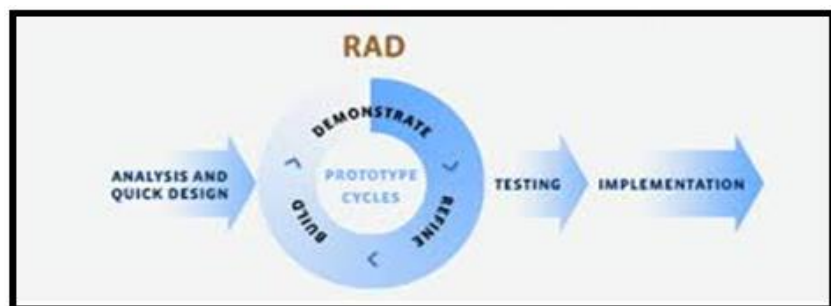 RAD
ANALYSIS AND
QUICK DESIGN
DEMONSTRATE
PROTOTYPE
CYCLES
BUILD
REFINE
TESTING
IMPLEMENTATION